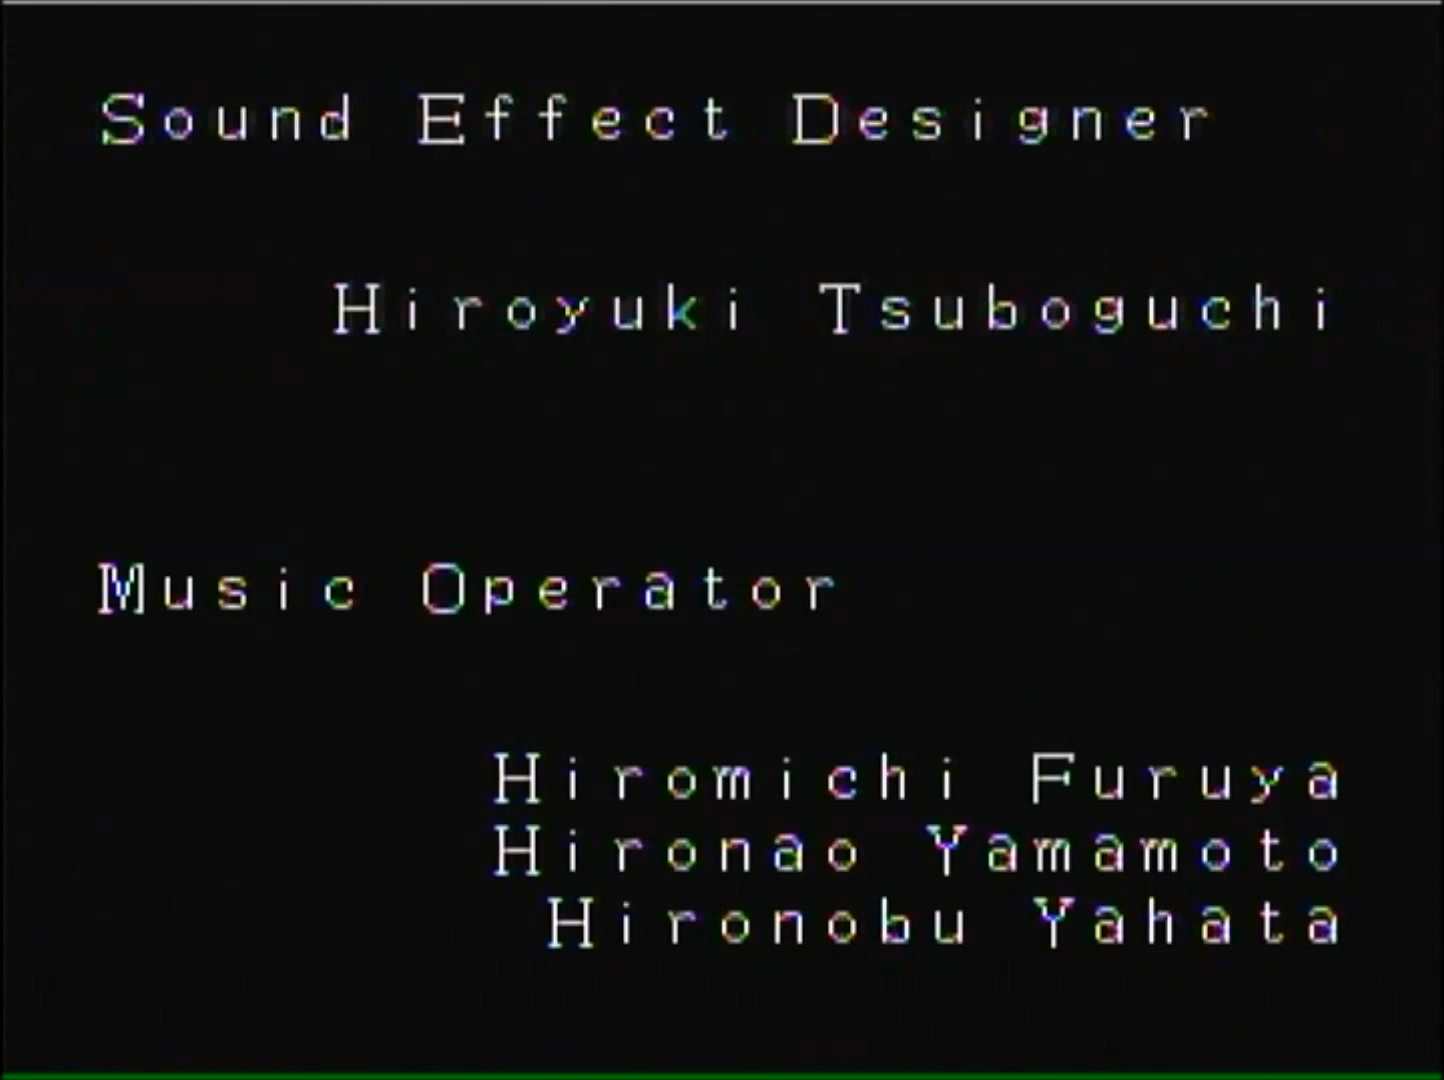 Sound Effect Designer
Hiroyuki Tsuboguchi
Music Operator
Hiromichi Furuya
Hironao Yamamoto
Hironobu Yahata